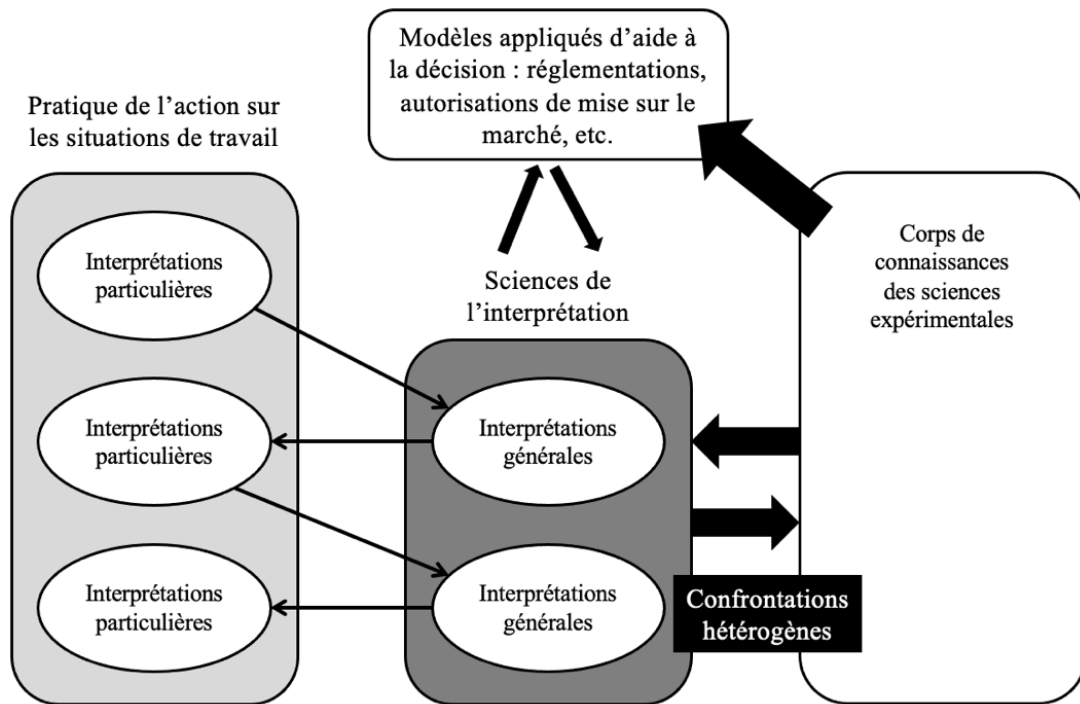 Modèles appliqués d’aide à
la décision : réglementations,
autorisations de mise sur le
marché, etc.
Pratique de l’action sur
les situations de travail
Corps de
connaissances
des sciences
expérimentales
Sciences de
l’interprétation
Interprétations
particulières
Interprétations
particulières
Interprétations
générales
Interprétations
particulières
Interprétations
générales
Confrontations
hétérogènes